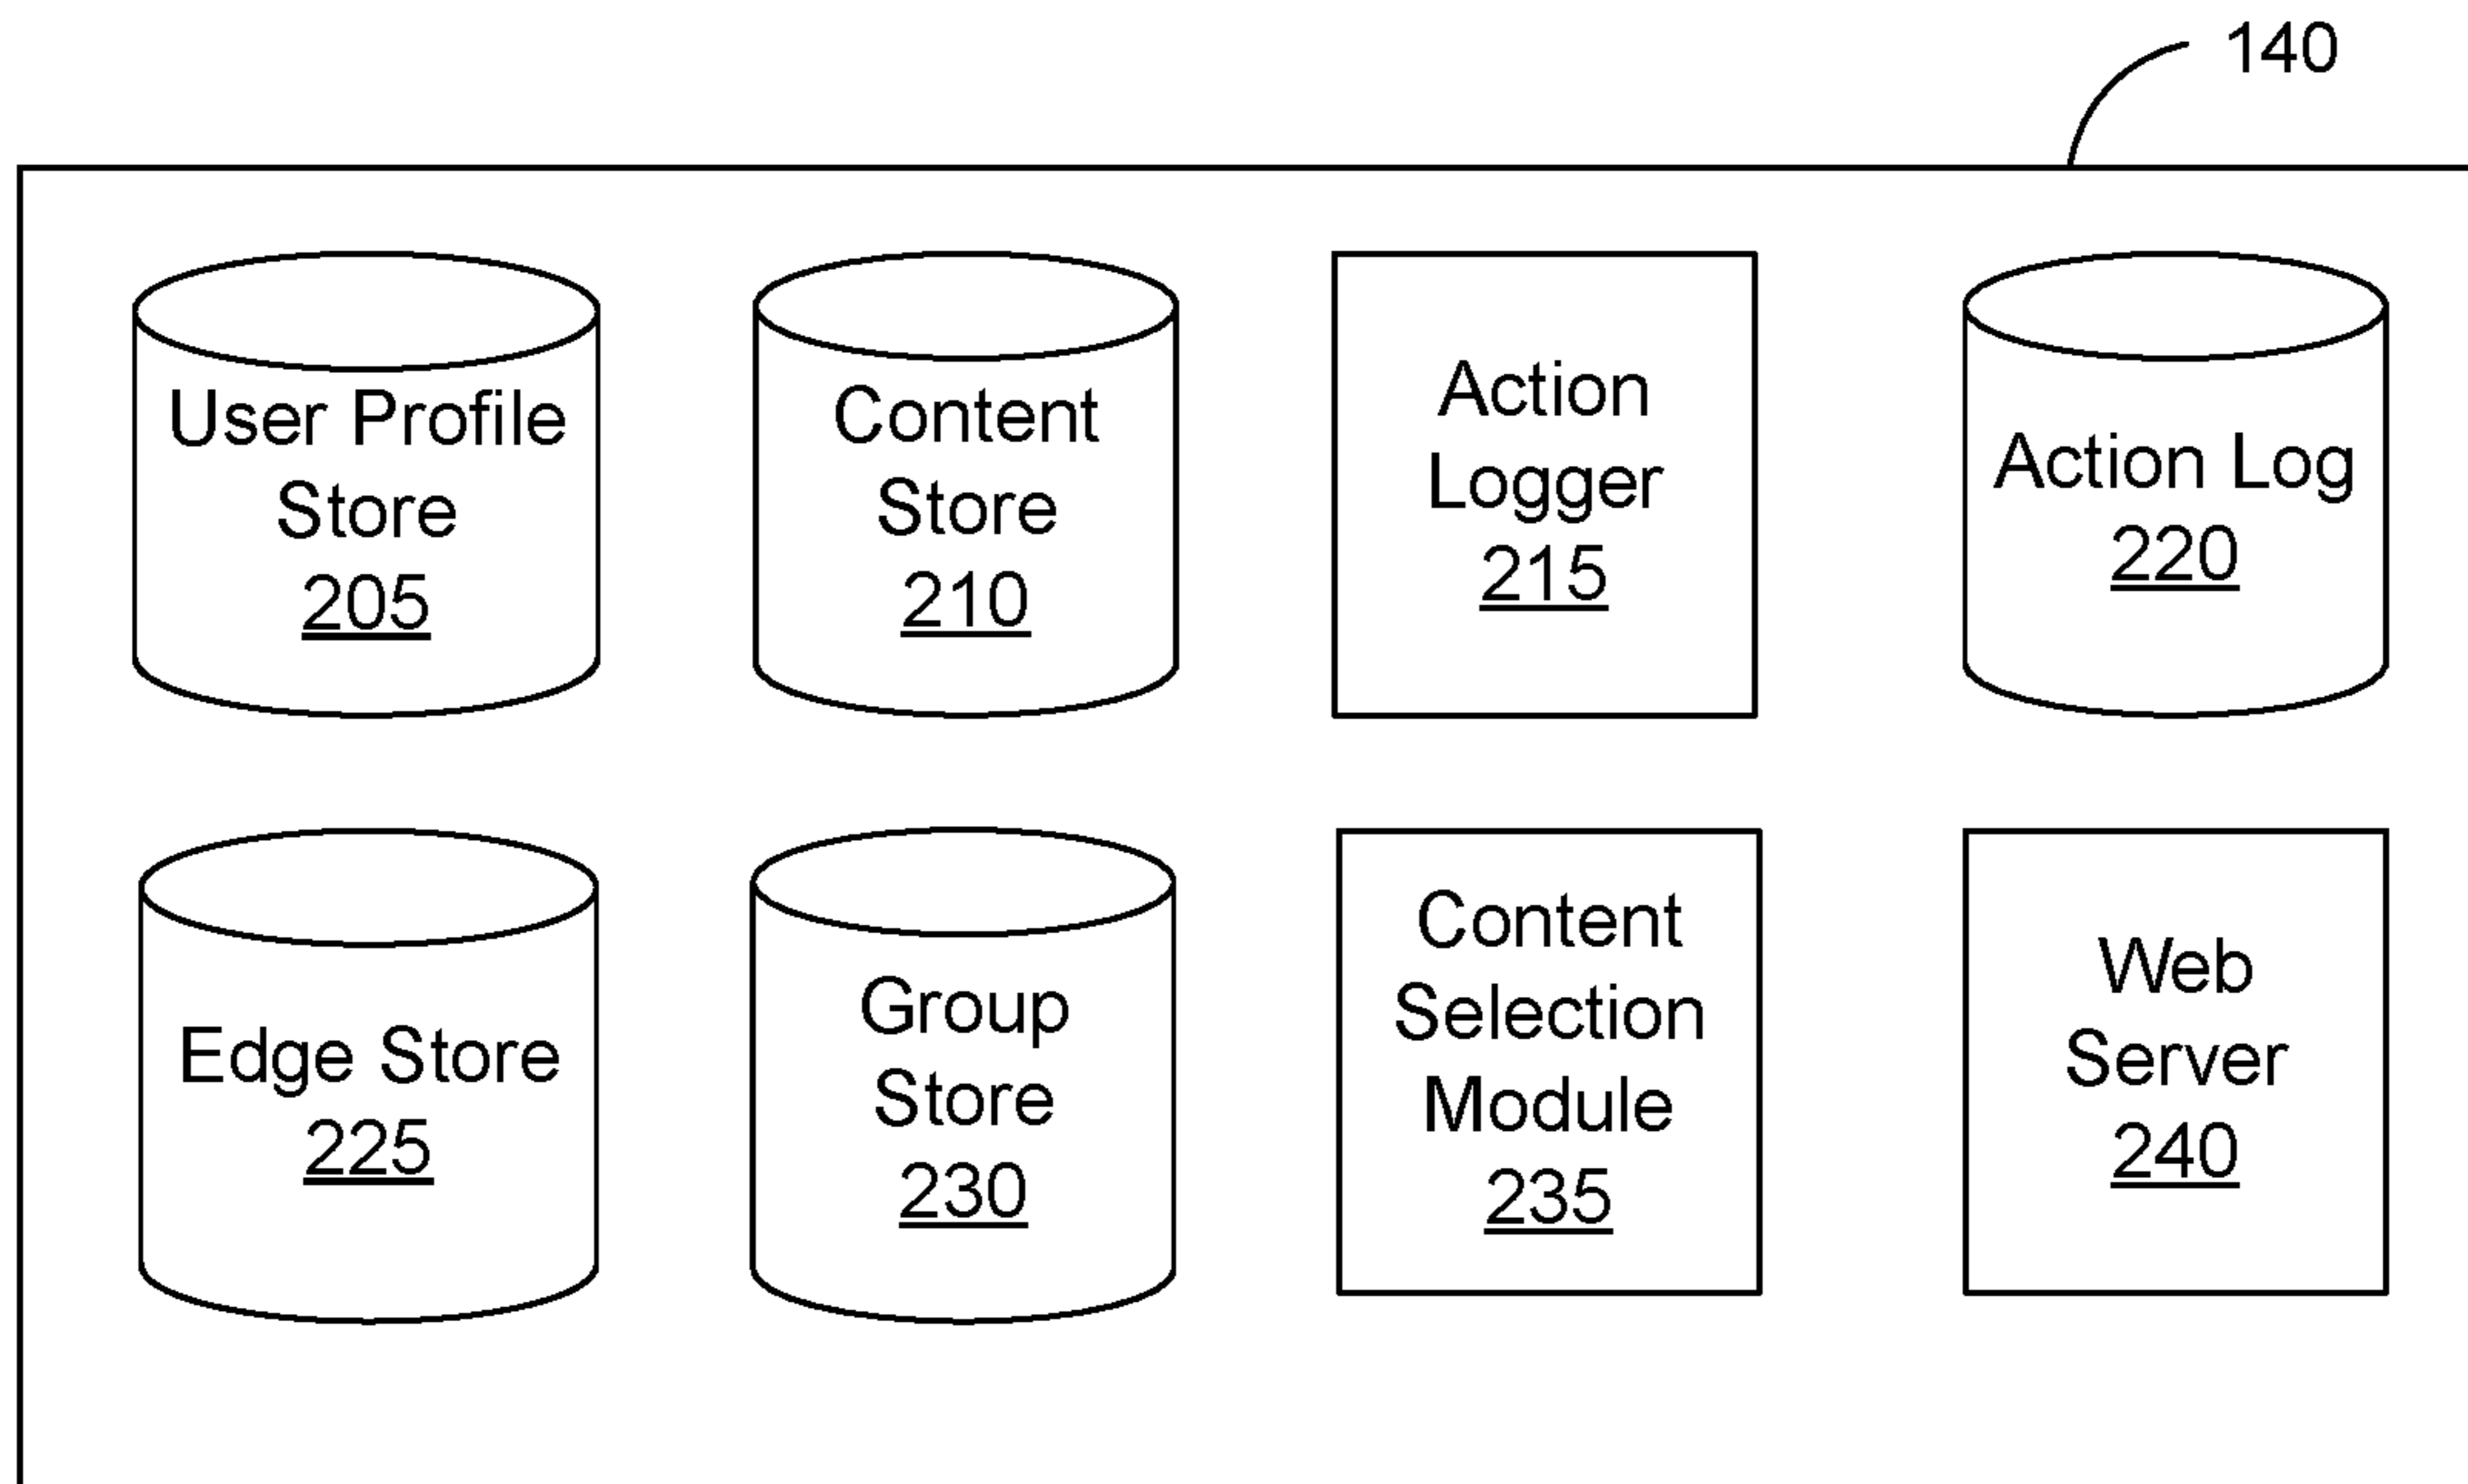 140
User Profile
Store
205
Content
Store
210
Action
Logger
215
Action Log
220
Edge Store
225
Group
Store
230
Content
Selection
Module
235
Web
Server
240